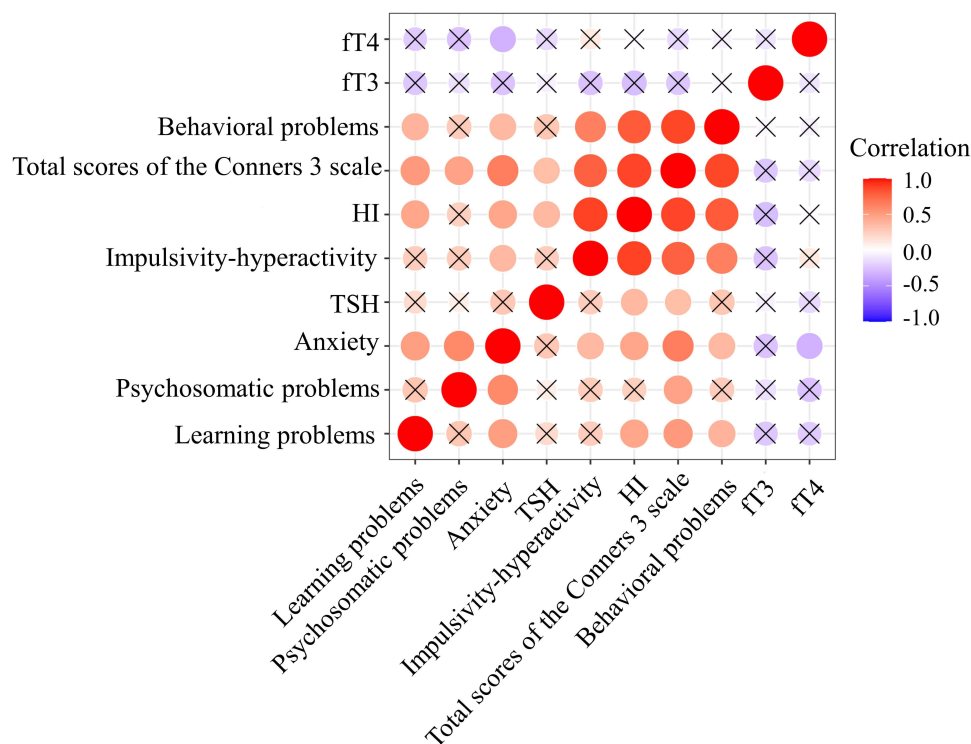 fT4
fT3
Behavioral problems
Total scores of the Conners 3 scale
HI
Impulsivity-hyperactivity
TSH
Anxiety
Psychosomatic problems
Learning problems
Correlation
1.0
0.5
0.0
-0.5
-1.0
Learning problems
Psychosomatic problems
Anxiety
TSH
Impulsivity-hyperactivity
HI
Total scores of the Conners 3 scale
Behavioral problems
fT3
fT4